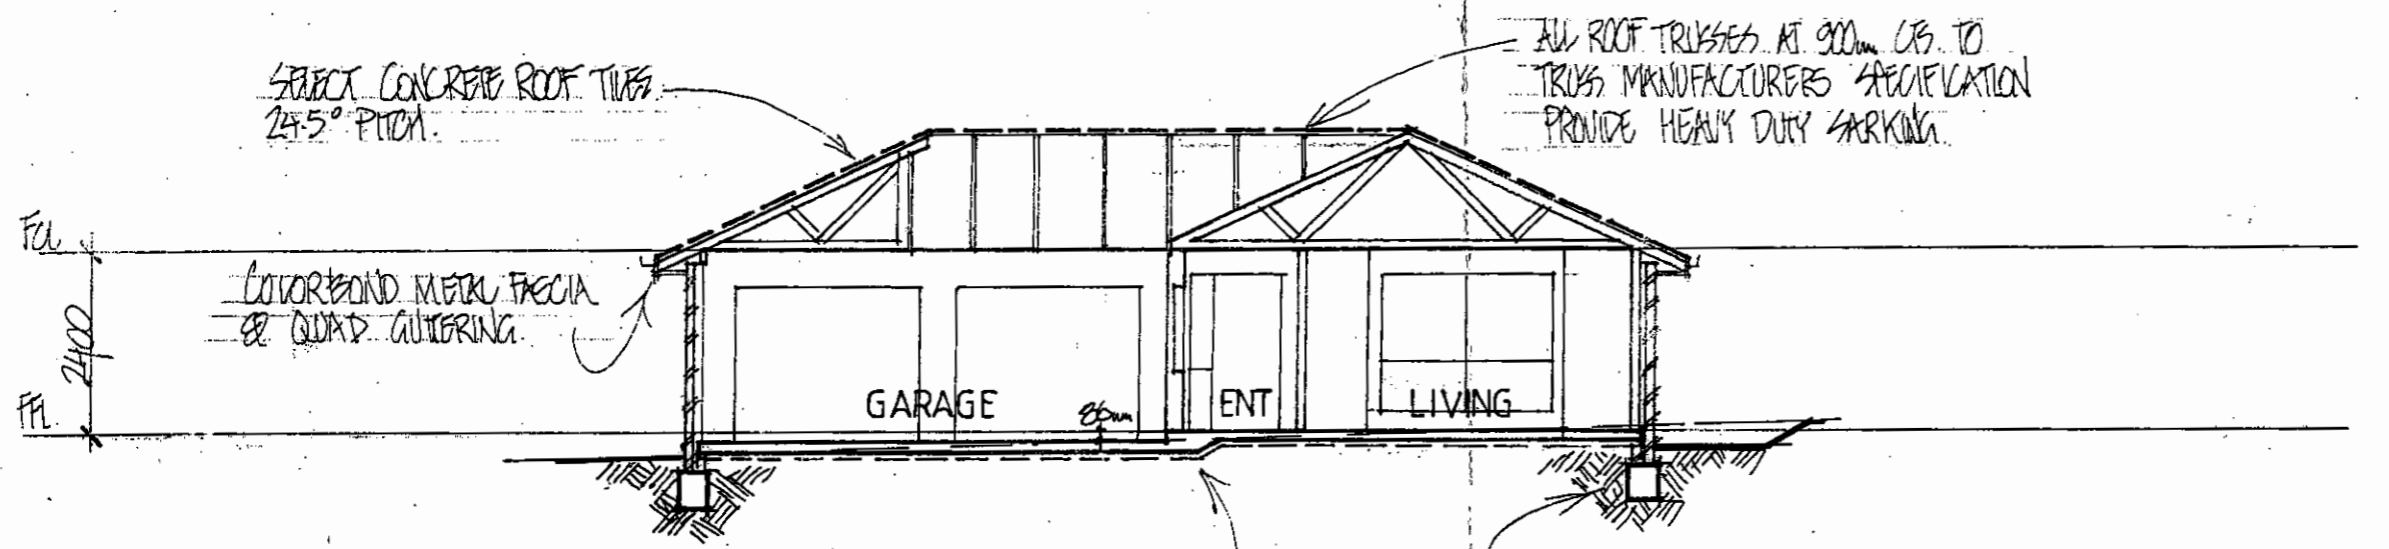 ALL ROOF TRUSSES AT 900mm CTS. TO
TRUSS MANUFACTURERS SPECIFICATION
PROVIDE HEAVY DUTY SARKING.
SELECT CONCRETE ROOF TILES.
24.5° PITCH.
FCL
COLORBOND METAL FASCIA
& QUAD GUTTERING.
2400
FFL
GARAGE
86mm
ENT
LIVING